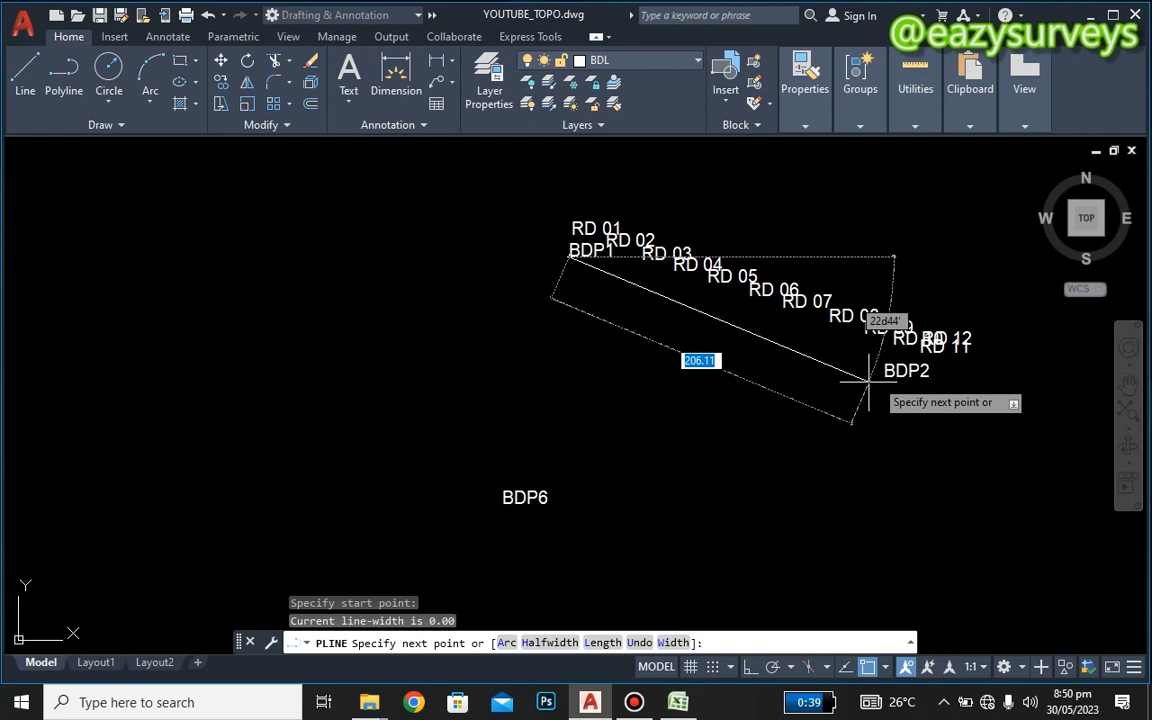 Drafting & Annotation
YOUTUBE_TOPO.dwg
Type a keyword or phrase
Sign In
@eazysurveys
Home
Insert
Annotate
Parametric
View
Manage
Output
Collaborate
Express Tools
BDL
Line
Polyline
Circle
Arc
Text
Dimension
Layer
Properties
Insert
Properties
Groups
Utilities
Clipboard
View
Draw
Modify
Annotation
Layers
Block
N
W
TOP
E
S
WCS
RD 01
RD 02
BDP1
RD 03
RD 04
RD 05
RD 06
RD 07
22d44'
RD 12
RD 11
206.11
BDP2
Specify next point or
BDP6
Y
X
Specify start point:
Current line-width is 0.00
PLINE Specify next point or [Arc Halfwidth Length Undo Width]:
Model
Layout1
Layout2
+
MODEL
1:1
Type here to search
Ps
A
0:39
26°C
8:50 pm
30/05/2023